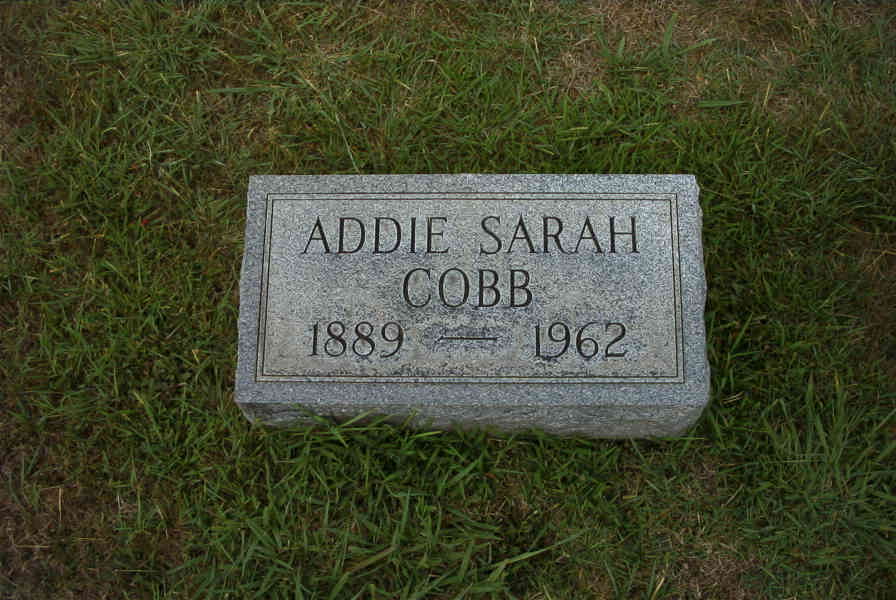 ADDIE SARAH
COBB
1889 — 1962